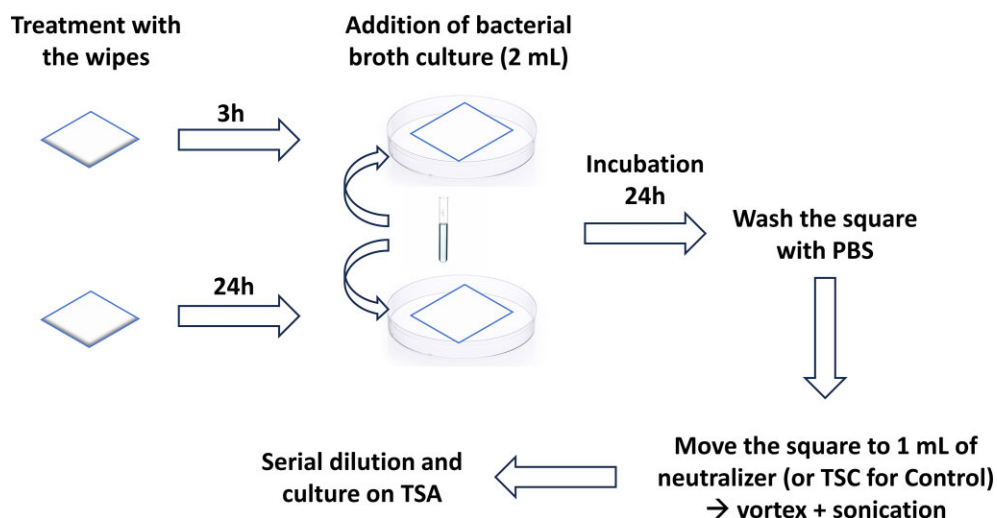 Treatment with
the wipes
Addition of bacterial
broth culture (2 mL)
3h
24h
Incubation
24h
Wash the square
with PBS
Move the square to 1 mL of
neutralizer (or TSC for Control)
→ vortex + sonication
Serial dilution and
culture on TSA